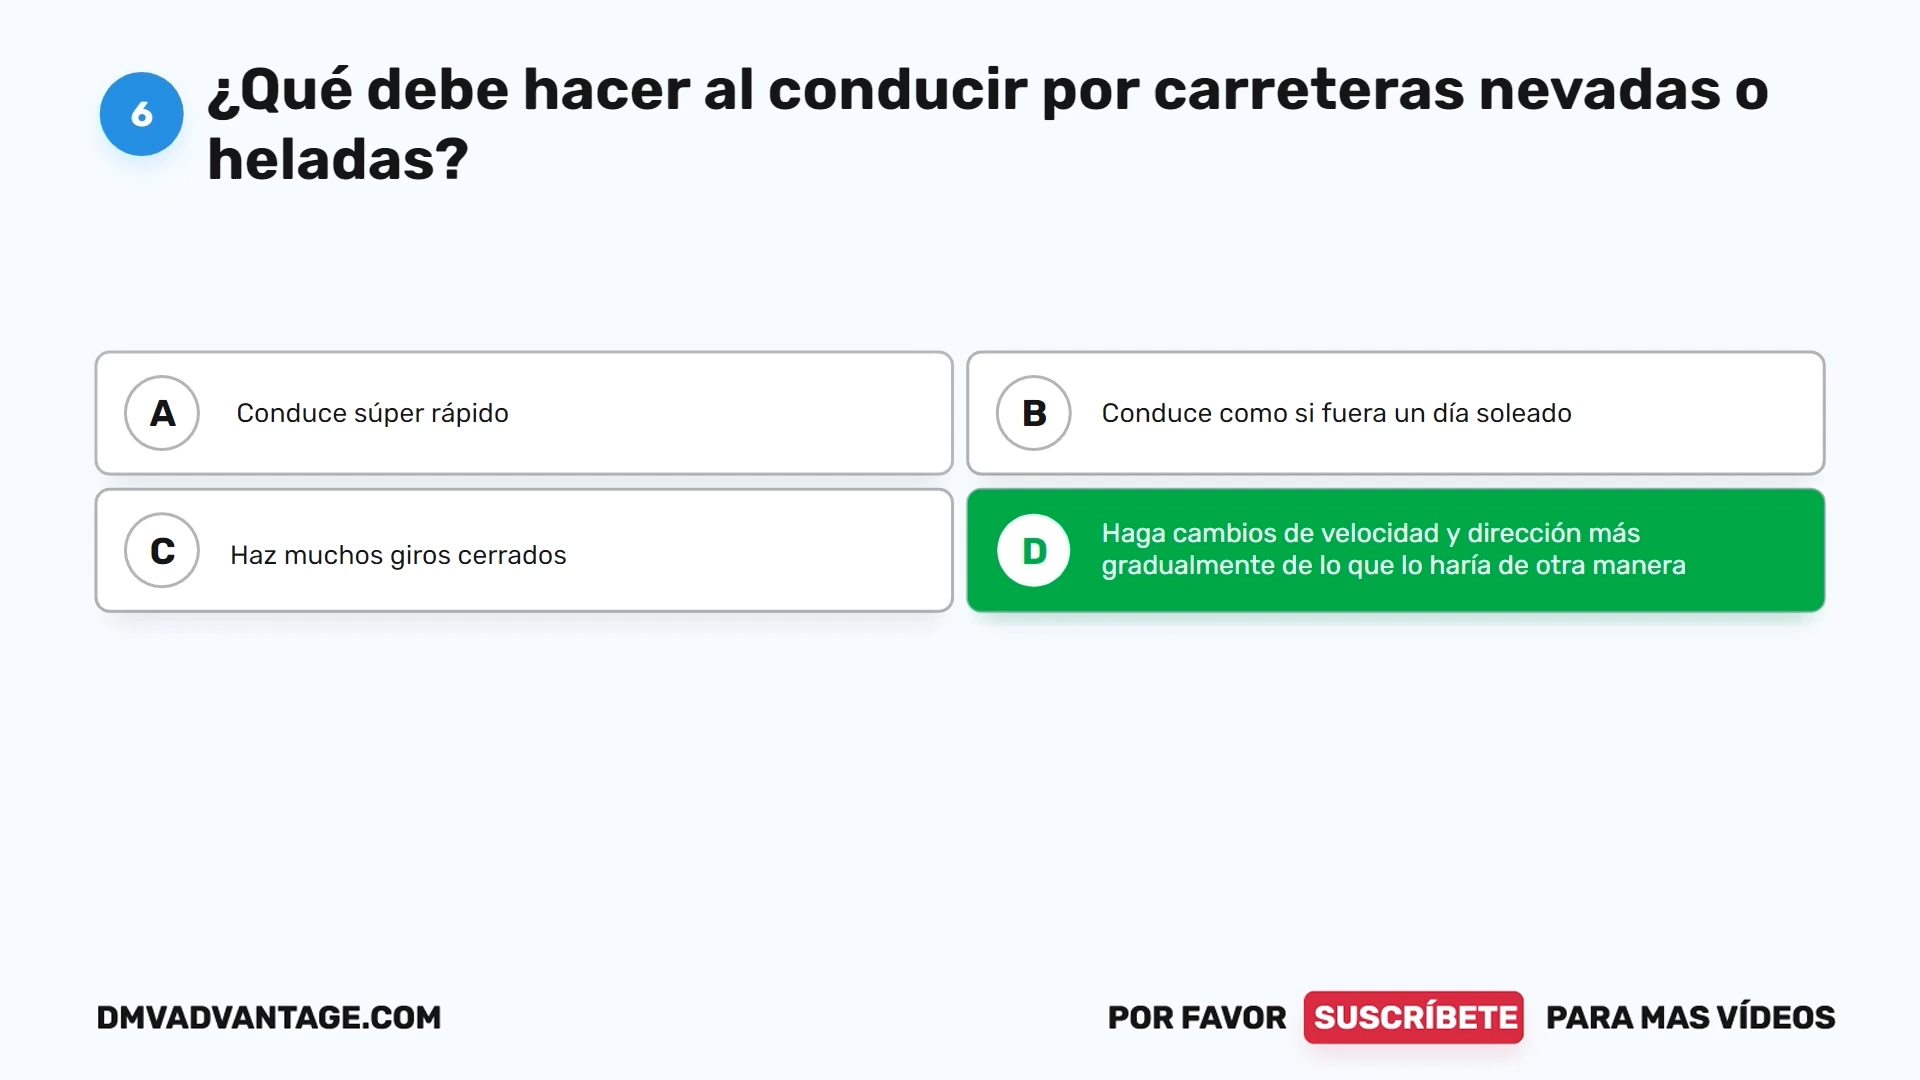 6
¿Qué debe hacer al conducir por carreteras nevadas o
heladas?
A
Conduce súper rápido
B
Conduce como si fuera un día soleado
C
Haz muchos giros cerrados
D
Haga cambios de velocidad y dirección más
gradualmente de lo que lo haría de otra manera
DMVADVANTAGE.COM
POR FAVOR SUSCRÍBETE PARA MAS VÍDEOS